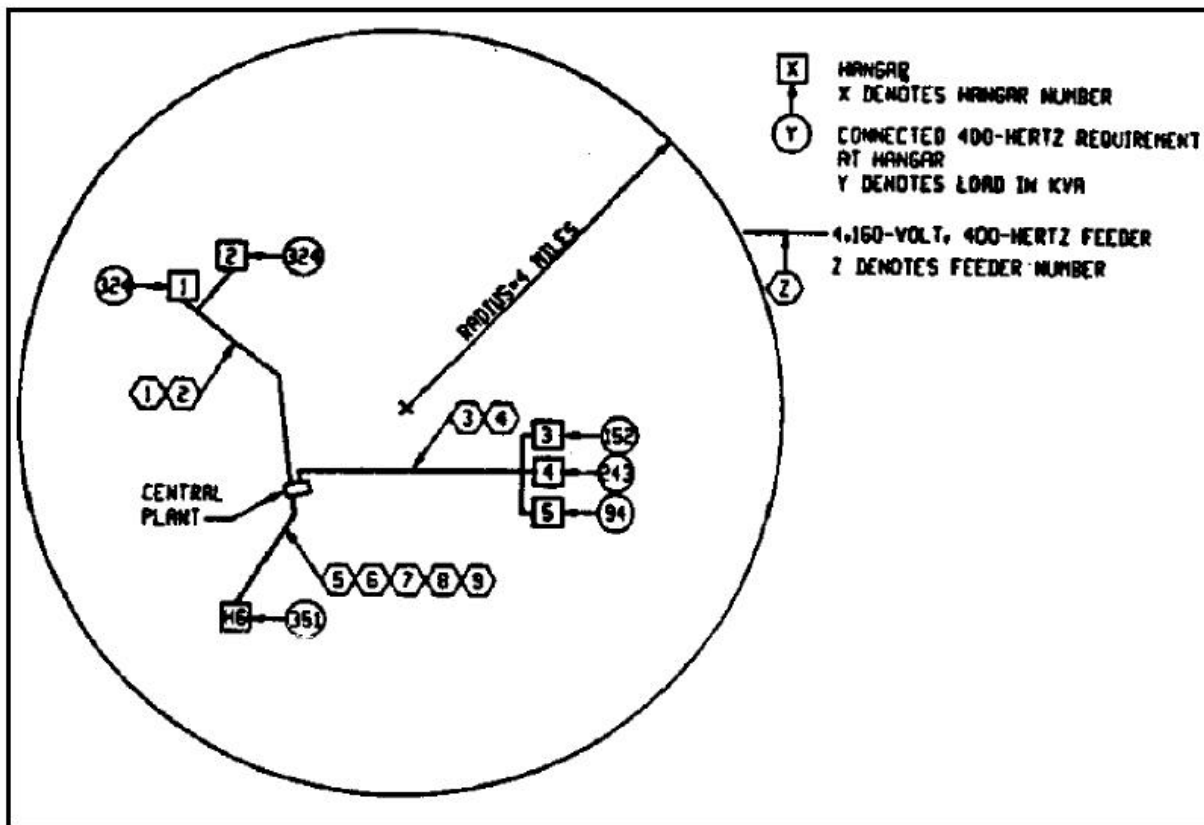 X HANGAR
X DENOTES HANGAR NUMBER
Y CONNECTED 400-HERTZ REQUIREMENT
AT HANGAR
Y DENOTES LOAD IN KVA
4,160-VOLT, 400-HERTZ FEEDER
Z DENOTES FEEDER NUMBER
Z
RADIUS=4 MILES
2 324
324 1
1 2
3 4
3 152
4 243
5 94
CENTRAL
PLANT
5 6 7 8 9
H6 351